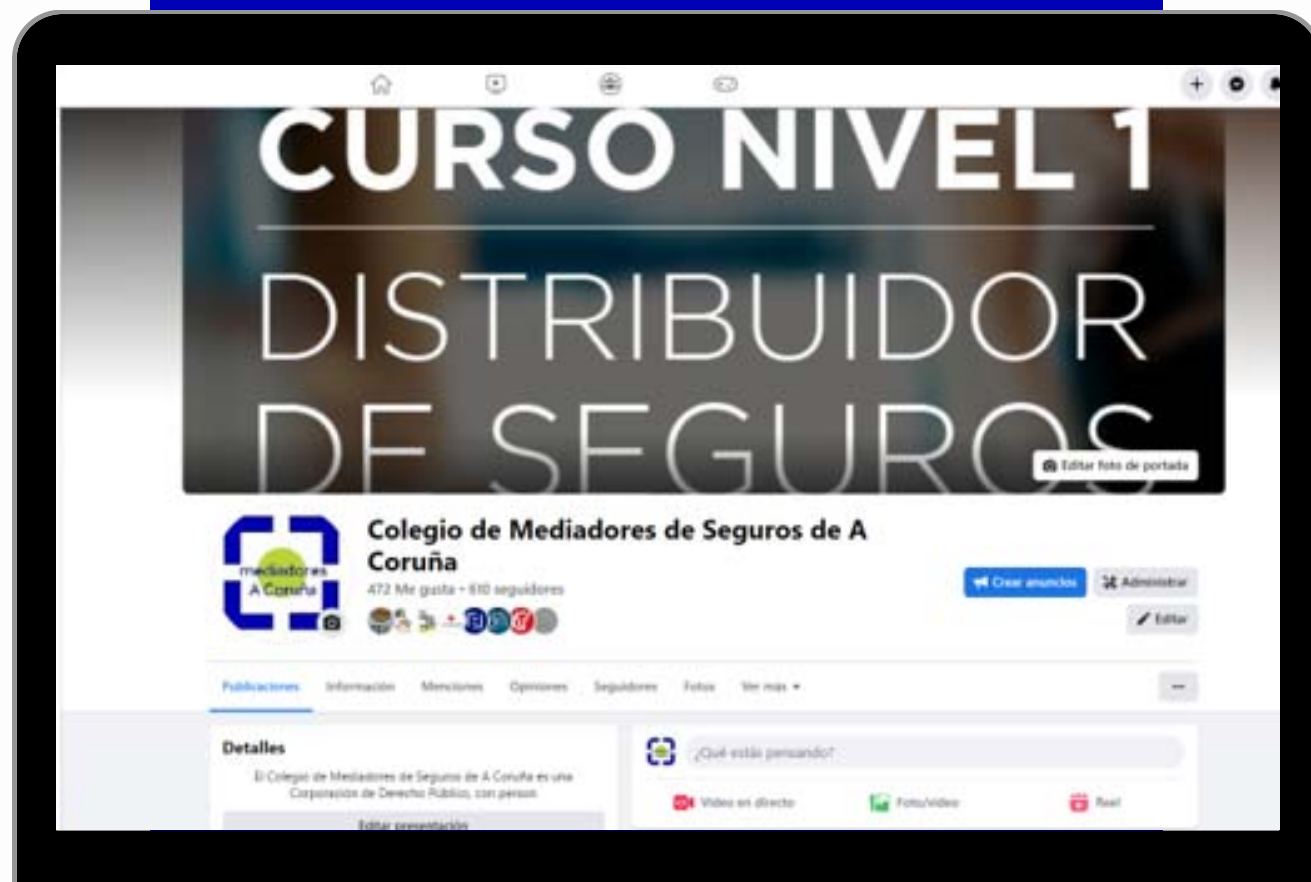 CURSO NIVEL 1
DISTRIBUIDOR
DE SEGUROS
Editar foto de portada
Colegio de Mediadores de Seguros de A
Coruña
mediadores
A Coruña
472 Me gusta • 610 seguidores
Crear anuncios
Administrar
Editar
Publicaciones Información Menciones Opiniones Seguidores Fotos Ver más
Detalles
El Colegio de Mediadores de Seguros de A Coruña es una
Corporación de Derecho Público, con person
Editar presentación
¿Qué estás pensando?
Vídeo en directo Foto/vídeo Reel